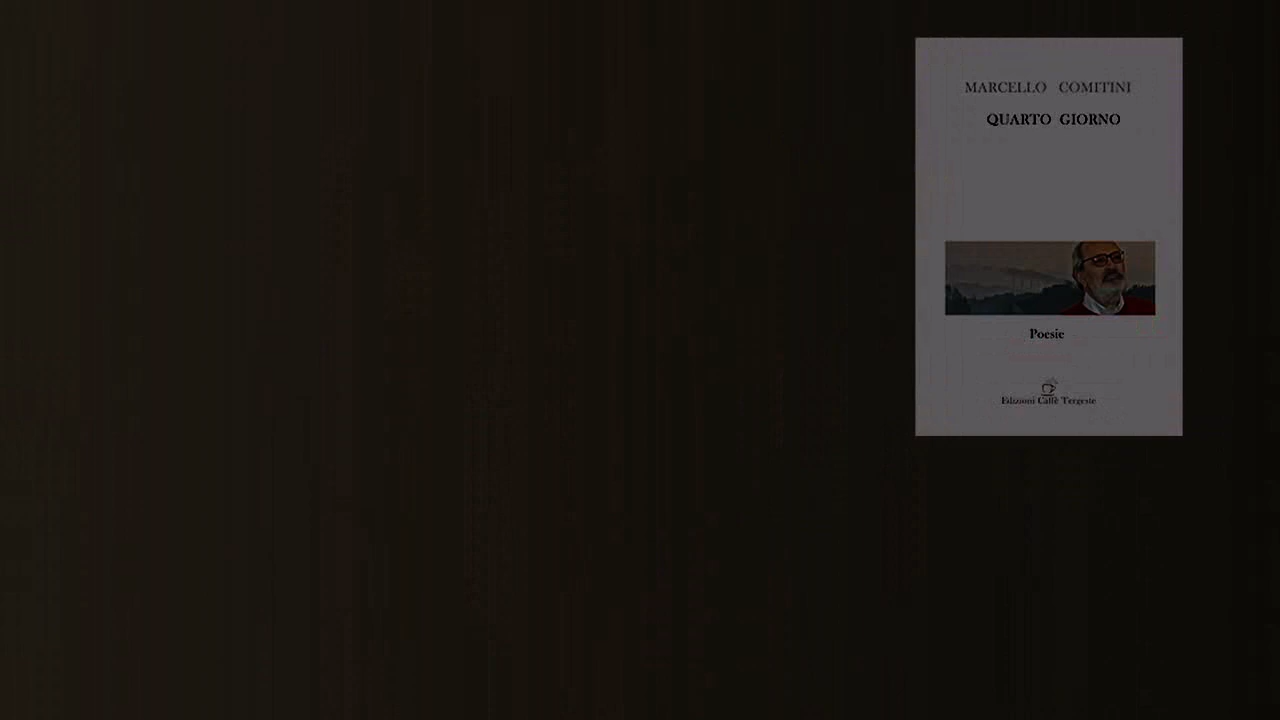 MARCELLO COMITINI
QUARTO GIORNO
Poesie
Edizioni Caffè Tergeste